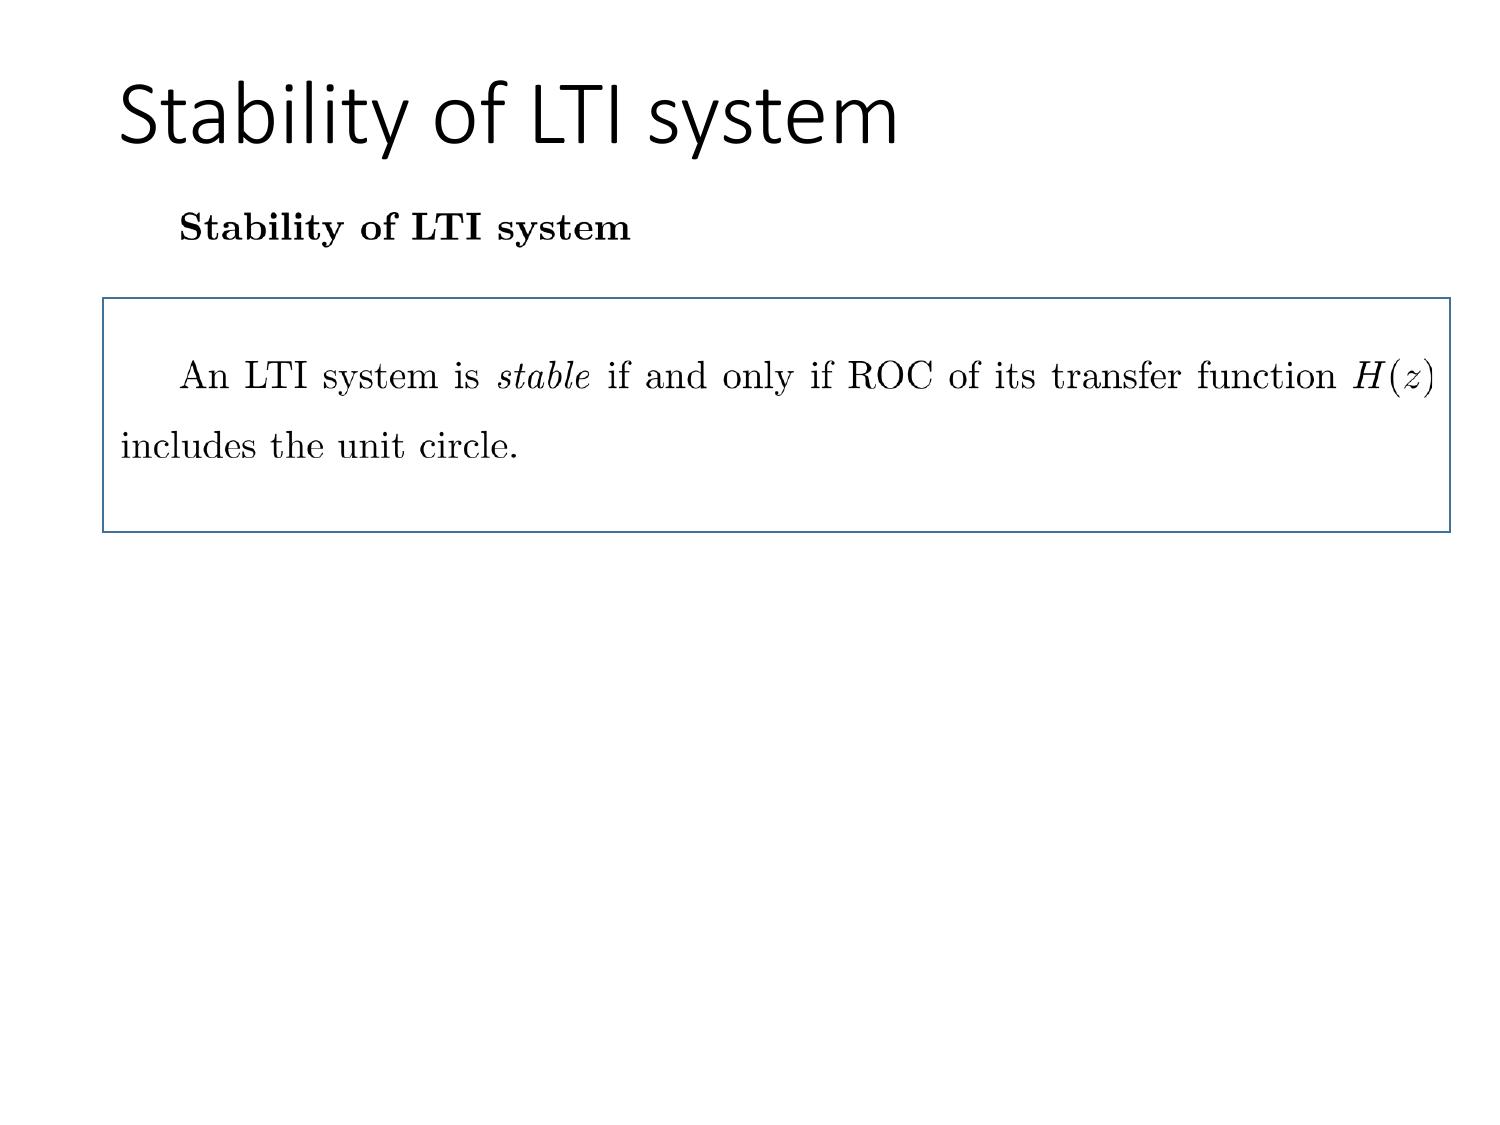 Stability of LTI system
Stability of LTI system
An LTI system is stable if and only if ROC of its transfer function H(z)
includes the unit circle.